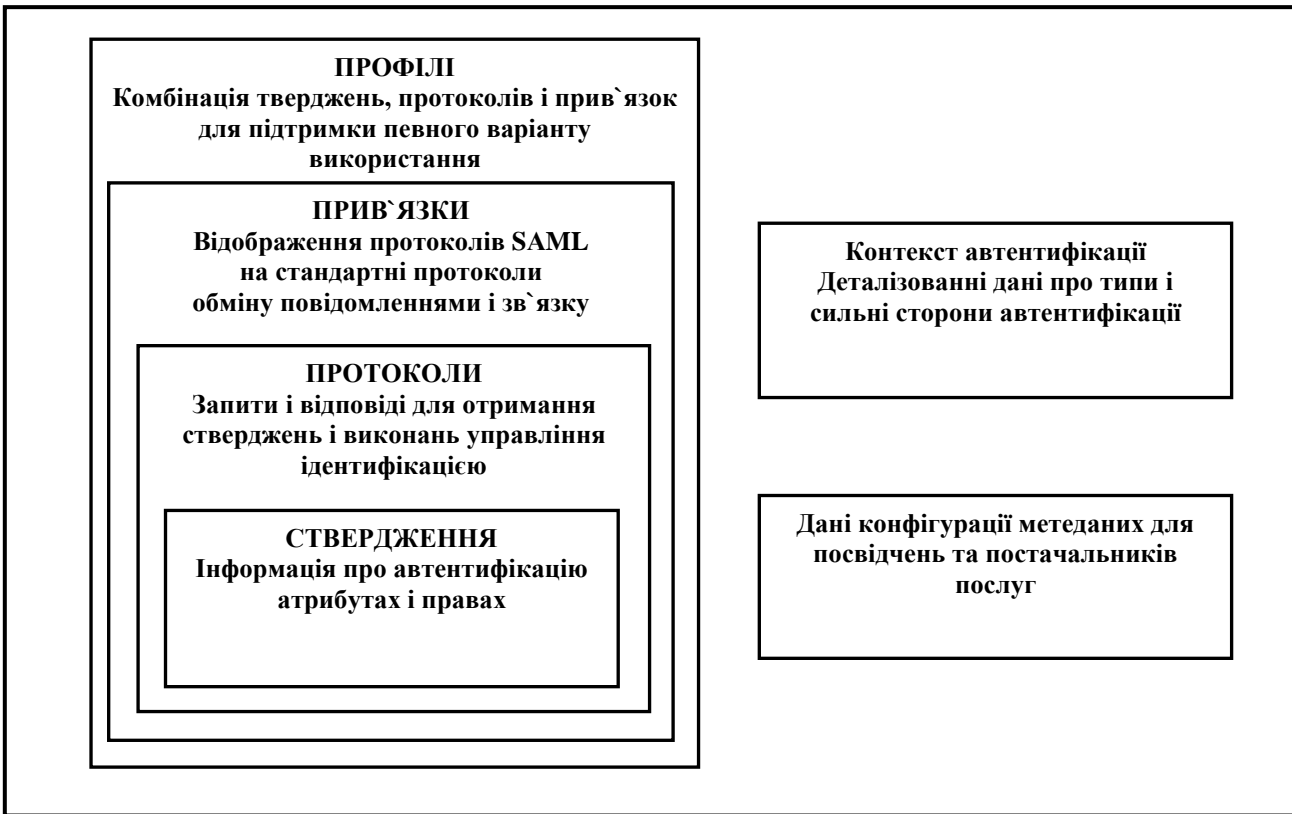 ПРОФІЛІ
Комбінація тверджень, протоколів і прив`язок
для підтримки певного варіанту
використання
ПРИВ`ЯЗКИ
Відображення протоколів SAML
на стандартні протоколи
обміну повідомленнями і зв`язку
ПРОТОКОЛИ
Запити і відповіді для отримання
стверджень і виконань управління
ідентифікацією
СТВЕРДЖЕННЯ
Інформація про автентифікацію
атрибутах і правах
Контекст автентифікації
Деталізованні дані про типи і
сильні сторони автентифікації
Дані конфігурації метеданих для
посвідчень та постачальників
послуг